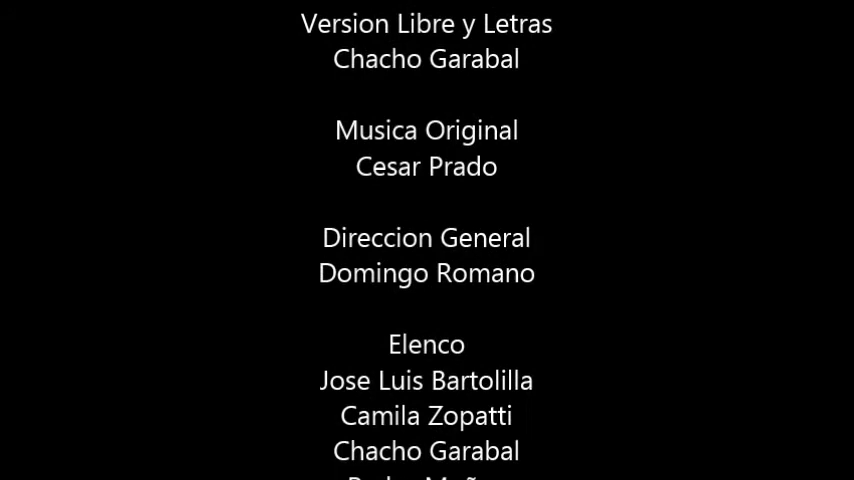 Version Libre y Letras
Chacho Garabal
Musica Original
Cesar Prado
Direccion General
Domingo Romano
Elenco
Jose Luis Bartolilla
Camila Zopatti
Chacho Garabal